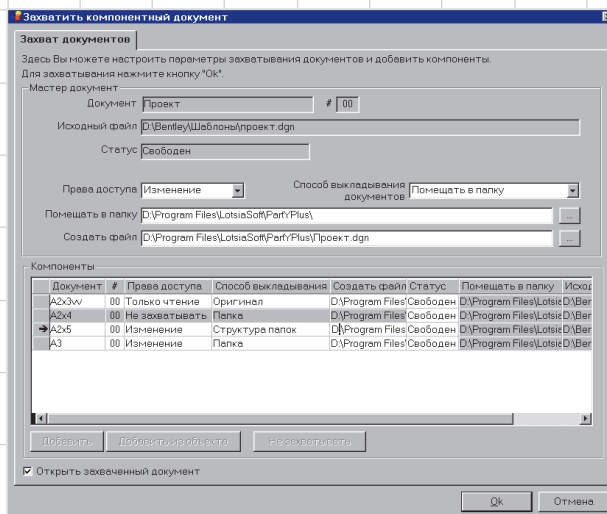 Захватить компонентный документ
Захват документов
Здесь Вы можете настроить параметры захватывания документов и добавить компоненты.
Для захватывания нажмите кнопку "Ok".
Мастер документ
Документ Проект # 00
Исходный файл D:\Bentley\Шаблоны\проект.dgn
Статус Свободен
Права доступа Изменение Способ выкладывания документов Помещать в папку
Помещать в папку D:\Program Files\LotsiaSoft\PartYPlus\ ...
Создать файл D:\Program Files\LotsiaSoft\PartYPlus\Проект.dgn ...
Компоненты
Документ # Права доступа Способ выкладывания Создать файл Статус Помещать в папку Исход
A2x3vv 00 Только чтение Оригинал D:\Program Files' Свободен D:\Program Files\Lotsia D:\Ber
A2x4 00 Не захватывать Папка D:\Program Files' Свободен D:\Program Files\Lotsia D:\Ber
A2x5 00 Изменение Структура папок D:\Program Files' Свободен D:\Program Files\Lotsia D:\Ber
A3 00 Изменение Папка D:\Program Files' Свободен D:\Program Files\Lotsia D:\Ber
Добавить Добавить из объекта Не захватывать
Открыть захваченный документ
Ok Отмена